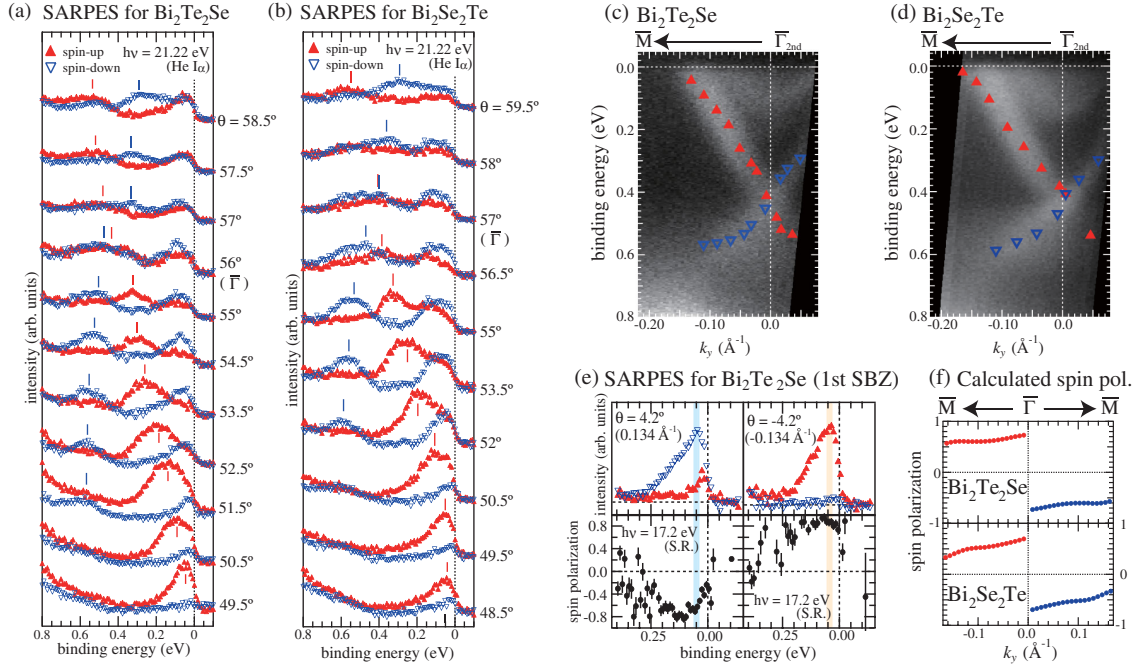 (a) SARPES for Bi₂Te₂Se
spin-up
spin-down
hν = 21.22 eV
(He Iα)
θ = 58.5º
57.5º
57º
56º
(Γ̅)
55º
54.5º
53.5º
52.5º
51.5º
50.5º
49.5º
intensity (arb. units)
0.8 0.6 0.4 0.2 0
binding energy (eV)
(b) SARPES for Bi₂Se₂Te
spin-up
spin-down
hν = 21.22 eV
(He Iα)
θ = 59.5º
58º
57º
(Γ̅)
56.5º
55º
53.5º
52º
50.5º
49.5º
48.5º
intensity (arb. units)
0.8 0.6 0.4 0.2 0
binding energy (eV)
(c) Bi₂Te₂Se
M̅ Γ̅2nd
0.0
0.2
0.4
0.6
0.8
binding energy (eV)
-0.20 -0.10 0.0
ky (Å⁻¹)
(d) Bi₂Se₂Te
M̅ Γ̅2nd
0.0
0.2
0.4
0.6
0.8
binding energy (eV)
-0.20 -0.10 0.0
ky (Å⁻¹)
(e) SARPES for Bi₂Te₂Se (1st SBZ)
intensity (arb. units)
θ = 4.2º
(0.134 Å⁻¹)
θ = -4.2º
(-0.134 Å⁻¹)
spin polarization
0.8
0.4
0.0
-0.4
-0.8
hν = 17.2 eV
(S.R.)
hν = 17.2 eV
(S.R.)
0.25 0.00 0.25 0.00
binding energy (eV)
(f) Calculated spin pol.
M̅ Γ̅ M̅
spin polarization
1
0
-1
Bi₂Te₂Se
1
0
-1
Bi₂Se₂Te
-0.1 0.0 0.1
ky (Å⁻¹)